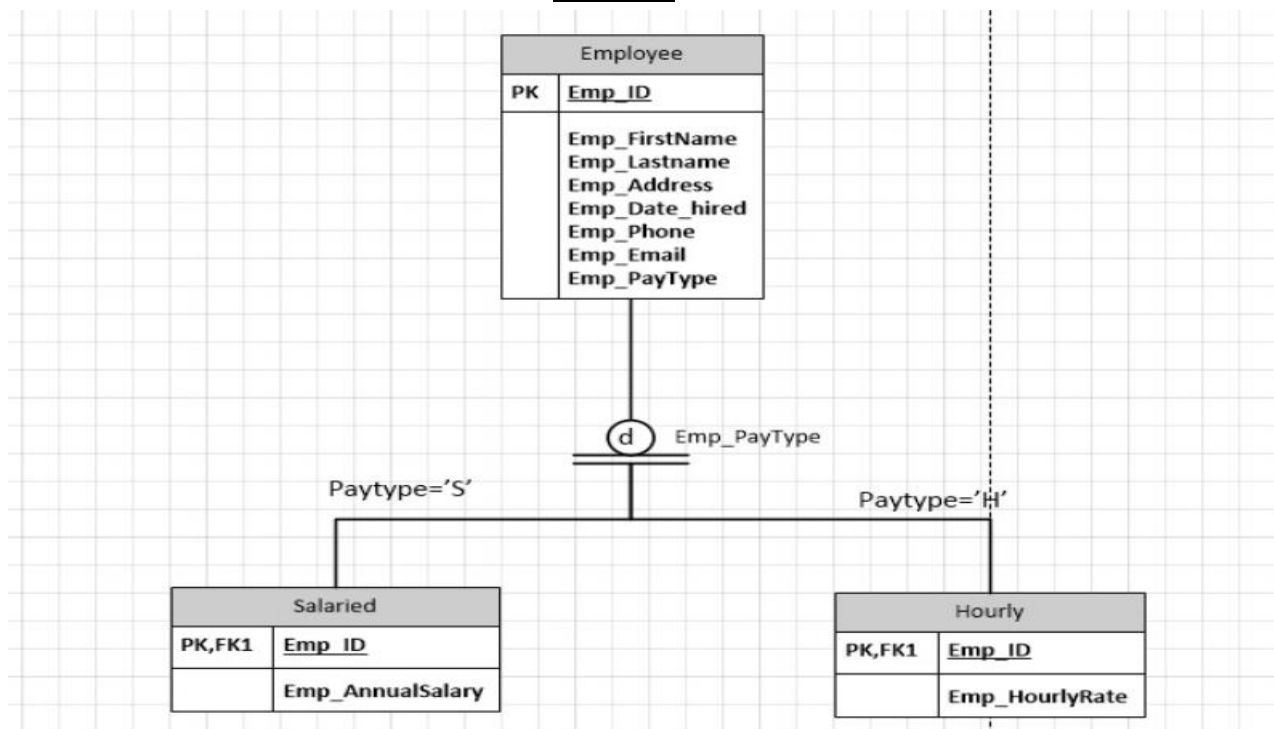 Employee
PK Emp_ID
Emp_FirstName
Emp_Lastname
Emp_Address
Emp_Date_hired
Emp_Phone
Emp_Email
Emp_PayType
d Emp_PayType
Paytype=’S’
Paytype=’H’
Salaried
PK,FK1 Emp_ID
Emp_AnnualSalary
Hourly
PK,FK1 Emp_ID
Emp_HourlyRate